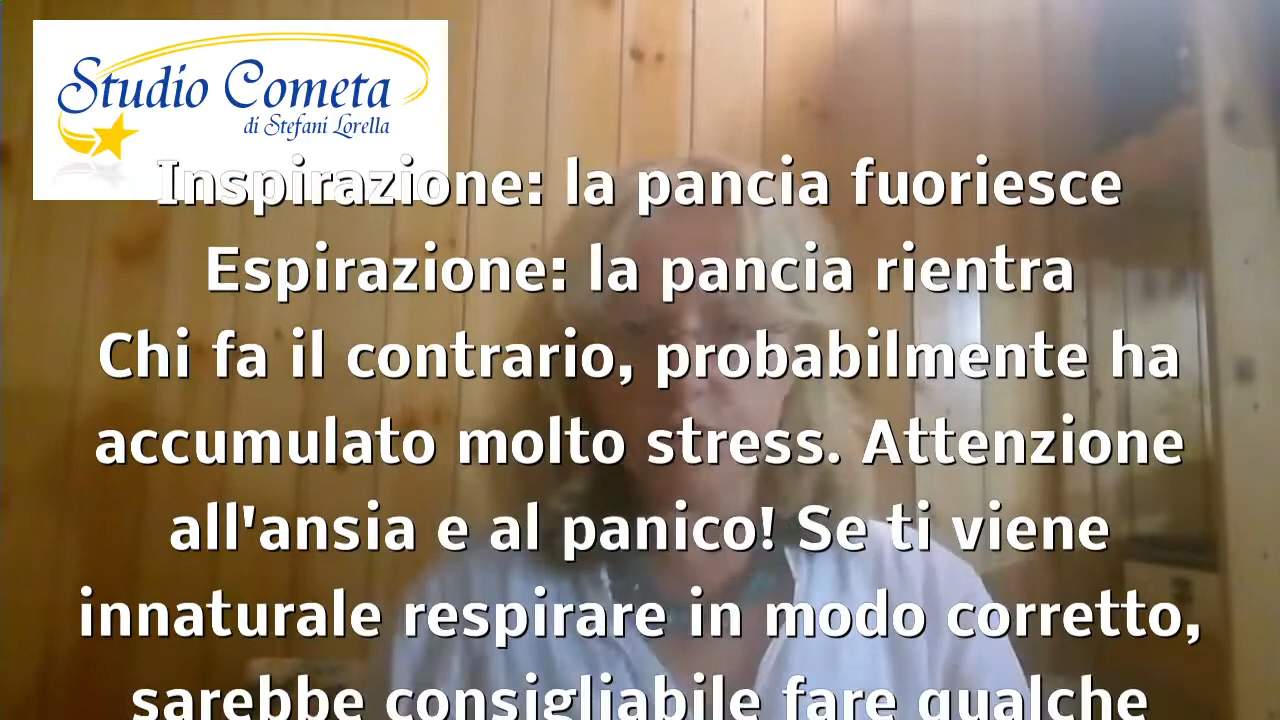 Studio Cometa
di Stefani Lorella
Inspirazione: la pancia fuoriesce
Espirazione: la pancia rientra
Chi fa il contrario, probabilmente ha
accumulato molto stress. Attenzione
all'ansia e al panico! Se ti viene
innaturale respirare in modo corretto,
sarebbe consigliabile fare qualche